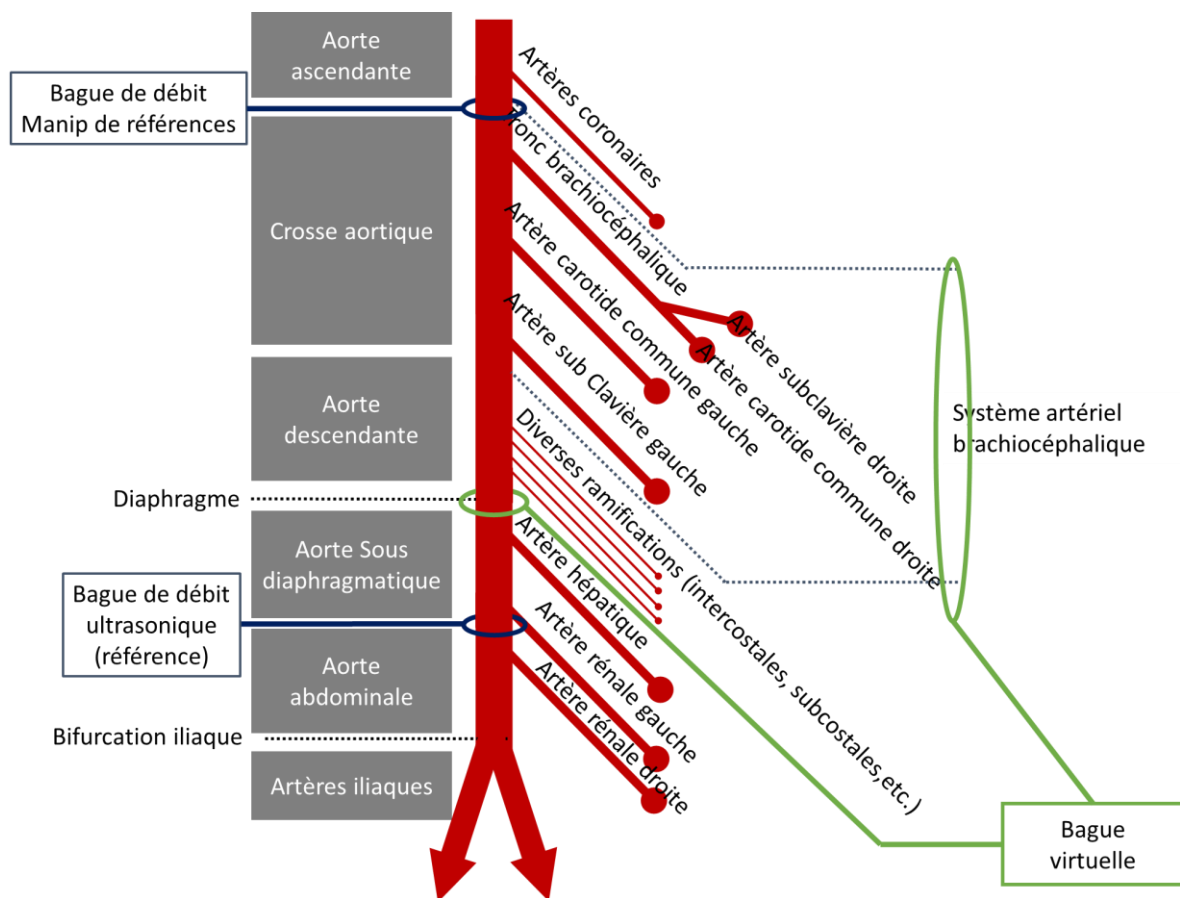 Aorte
ascendante
Bague de débit
Manip de références
Crosse aortique
Aorte
descendante
Diaphragme
Aorte Sous
diaphragmatique
Bague de débit
ultrasonique
(référence)
Aorte
abdominale
Bifurcation iliaque
Artères iliaques
Artères coronaires
Tronc brachiocéphalique
Artère carotide commune gauche
Artère sub Clavière gauche
Artère subclavière droite
Artère carotide commune droite
Diverses ramifications (intercostales, subcostales,etc.)
Artère hépatique
Artère rénale gauche
Artère rénale droite
Système artériel
brachiocéphalique
Bague
virtuelle